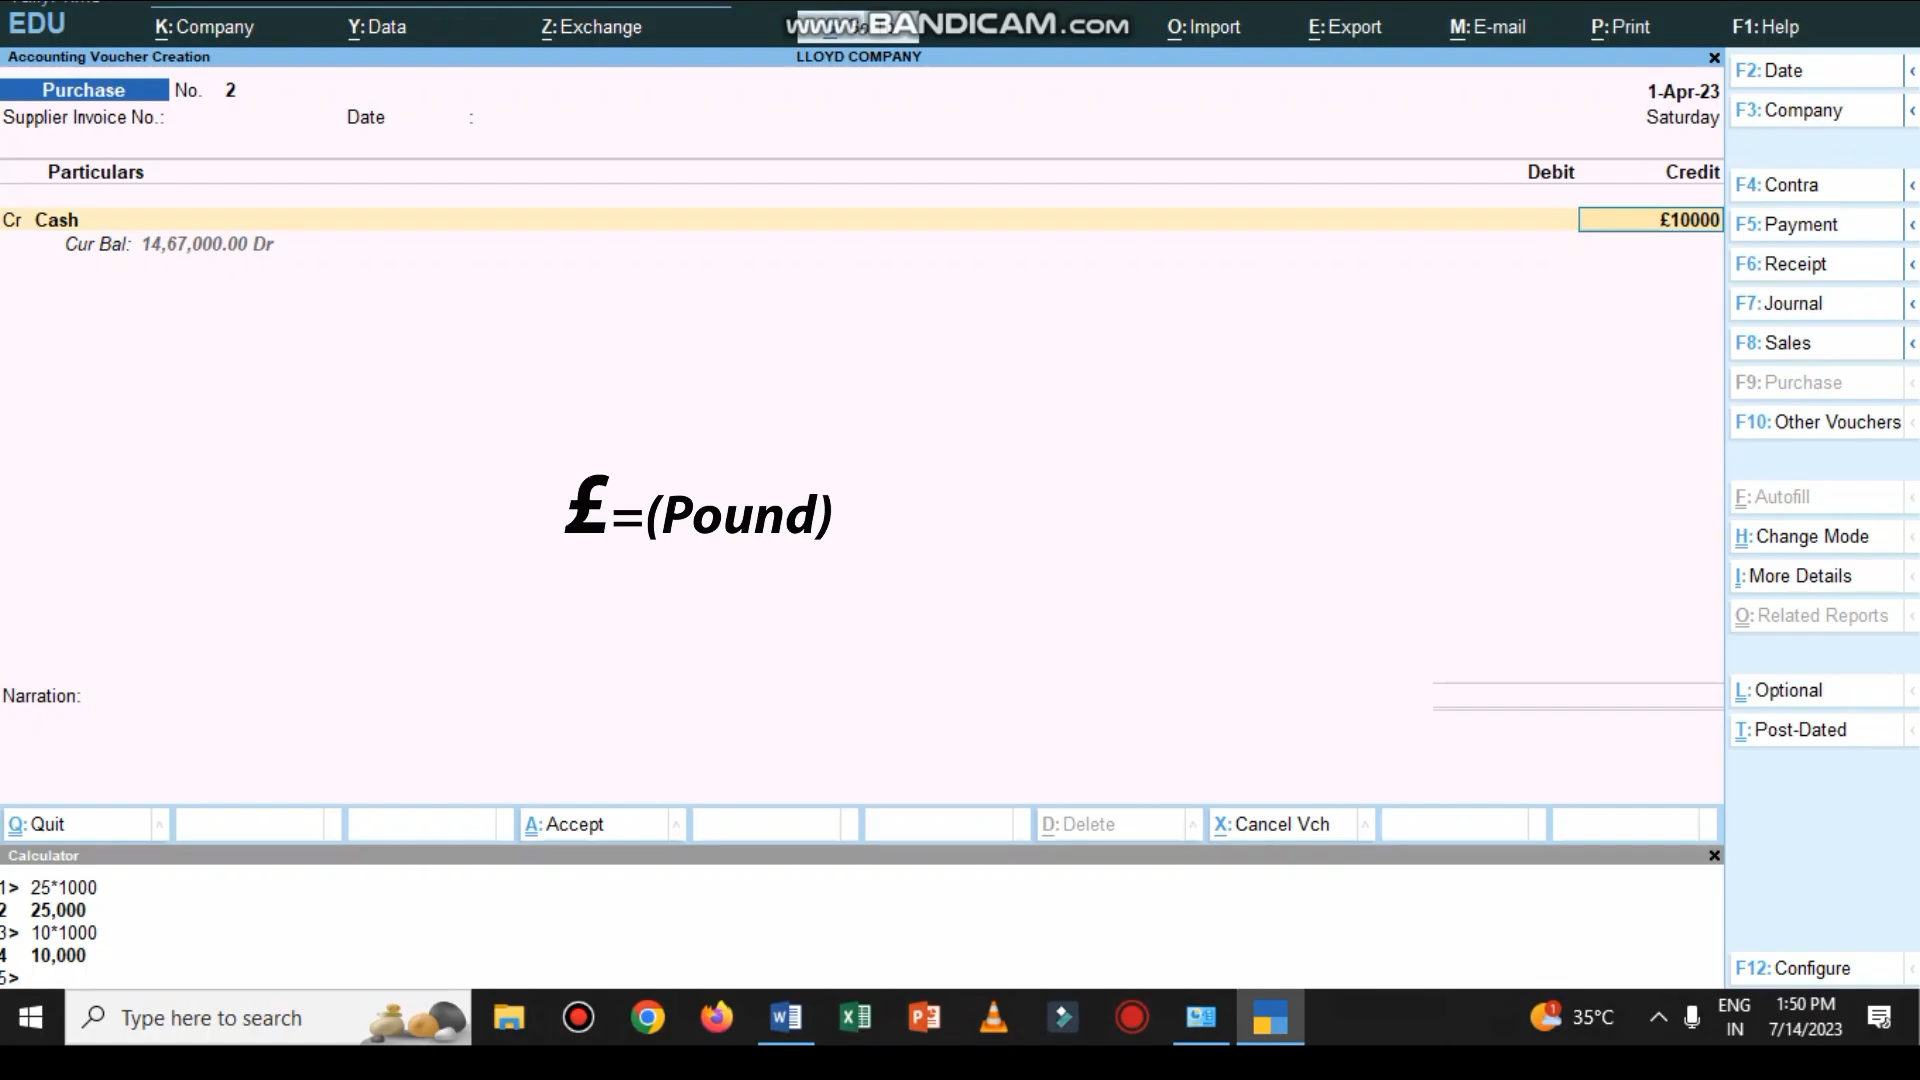 EDU
K: Company
Y: Data
Z: Exchange
www.BANDICAM.com
O: Import
E: Export
M: E-mail
P: Print
F1: Help
Accounting Voucher Creation
LLOYD COMPANY
Purchase No. 2
1-Apr-23
Supplier Invoice No.: Date :
Saturday
Particulars Debit Credit
Cr Cash £10000
Cur Bal: 14,67,000.00 Dr
£=(Pound)
Narration:
Q: Quit
A: Accept
D: Delete
X: Cancel Vch
F2: Date
F3: Company
F4: Contra
F5: Payment
F6: Receipt
F7: Journal
F8: Sales
F9: Purchase
F10: Other Vouchers
F: Autofill
H: Change Mode
I: More Details
O: Related Reports
L: Optional
T: Post-Dated
F12: Configure
Calculator
1> 25*1000
2 25,000
3> 10*1000
4 10,000
5>
Type here to search
35°C
ENG
IN
1:50 PM
7/14/2023